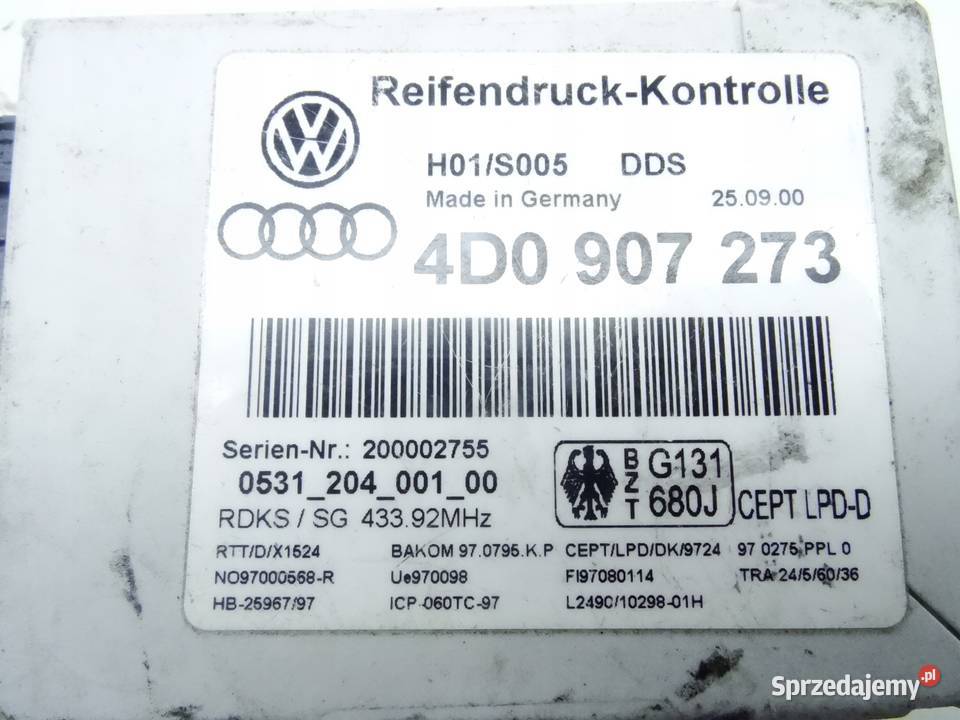 Reifendruck-Kontrolle
H01/S005 DDS
Made in Germany 25.09.00
4D0 907 273
Serien-Nr.: 200002755
0531_204_001_00
RDKS / SG 433.92MHz
BZT G131 680J
CEPT LPD-D
RTT/D/X1524 BAKOM 97.0795.K.P CEPT/LPD/DK/9724 97 0275 PPL 0
NO97000568-R Ue970098 FI97080114 TRA 24/5/60/36
HB-25967/97 ICP-060TC-97 L2490/10298-01H
Sprzedajemy.pl